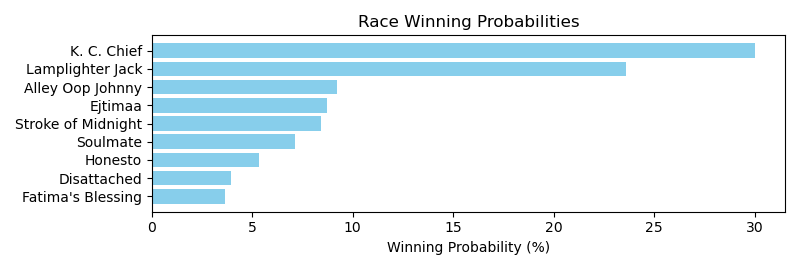 Race Winning Probabilities
K. C. Chief
Lamplighter Jack
Alley Oop Johnny
Ejtimaa
Stroke of Midnight
Soulmate
Honesto
Disattached
Fatima's Blessing
0 5 10 15 20 25 30
Winning Probability (%)